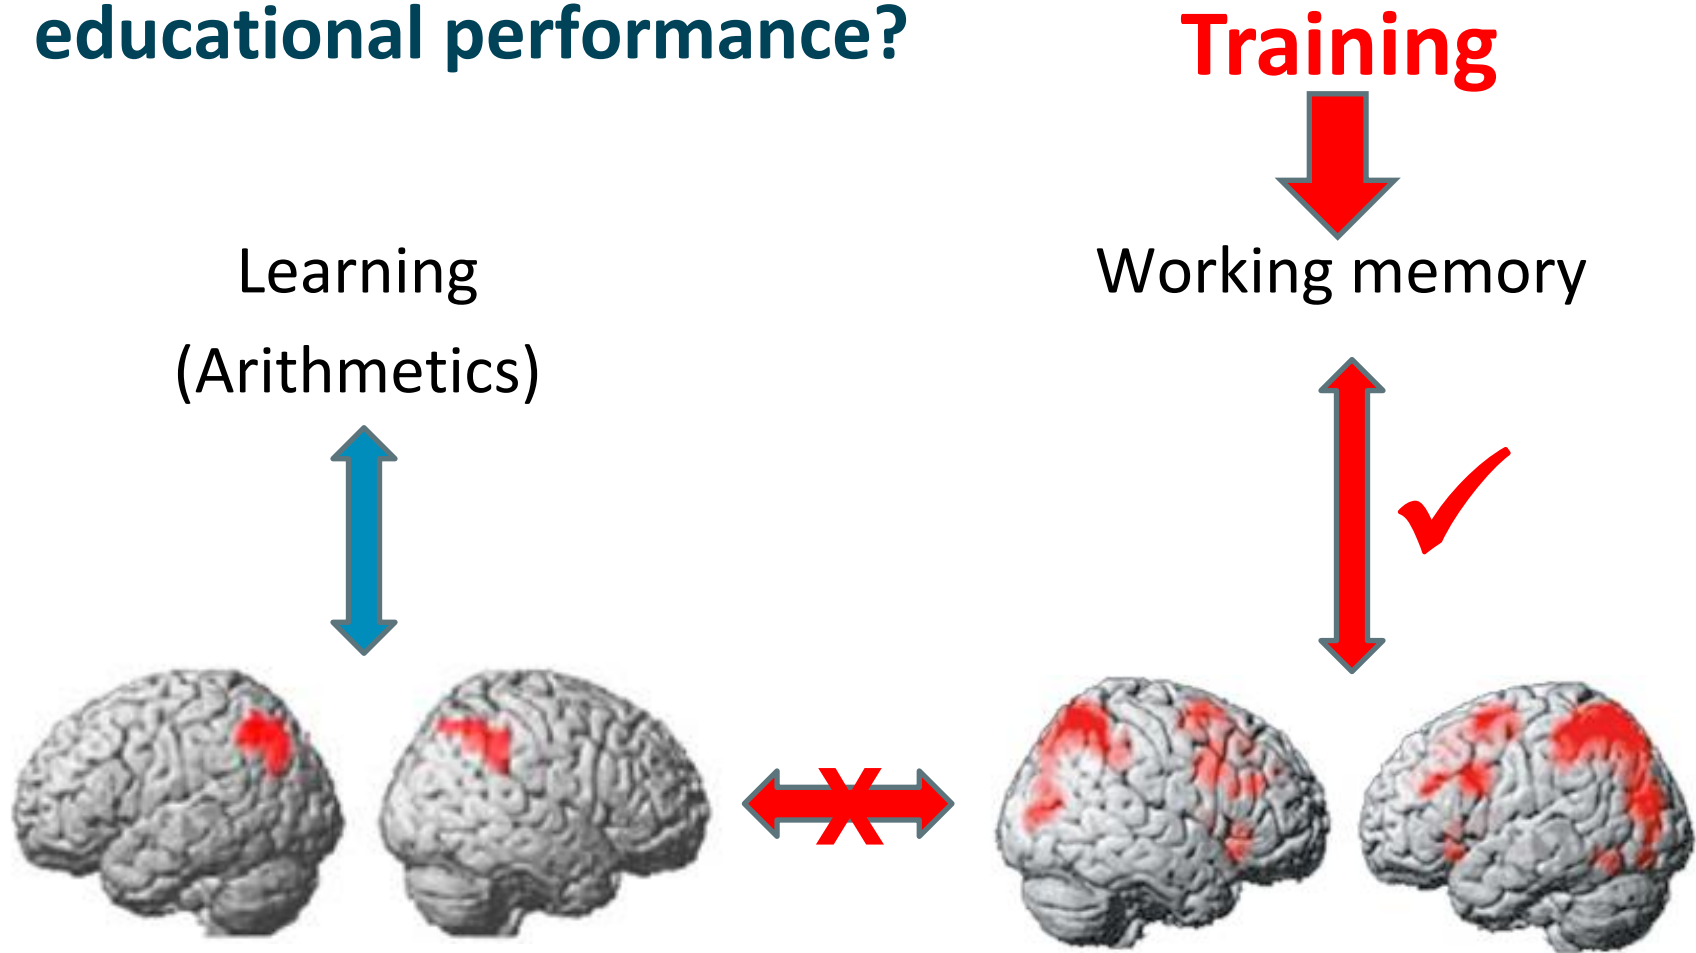 educational performance?
Training
Learning
(Arithmetics)
Working memory
X